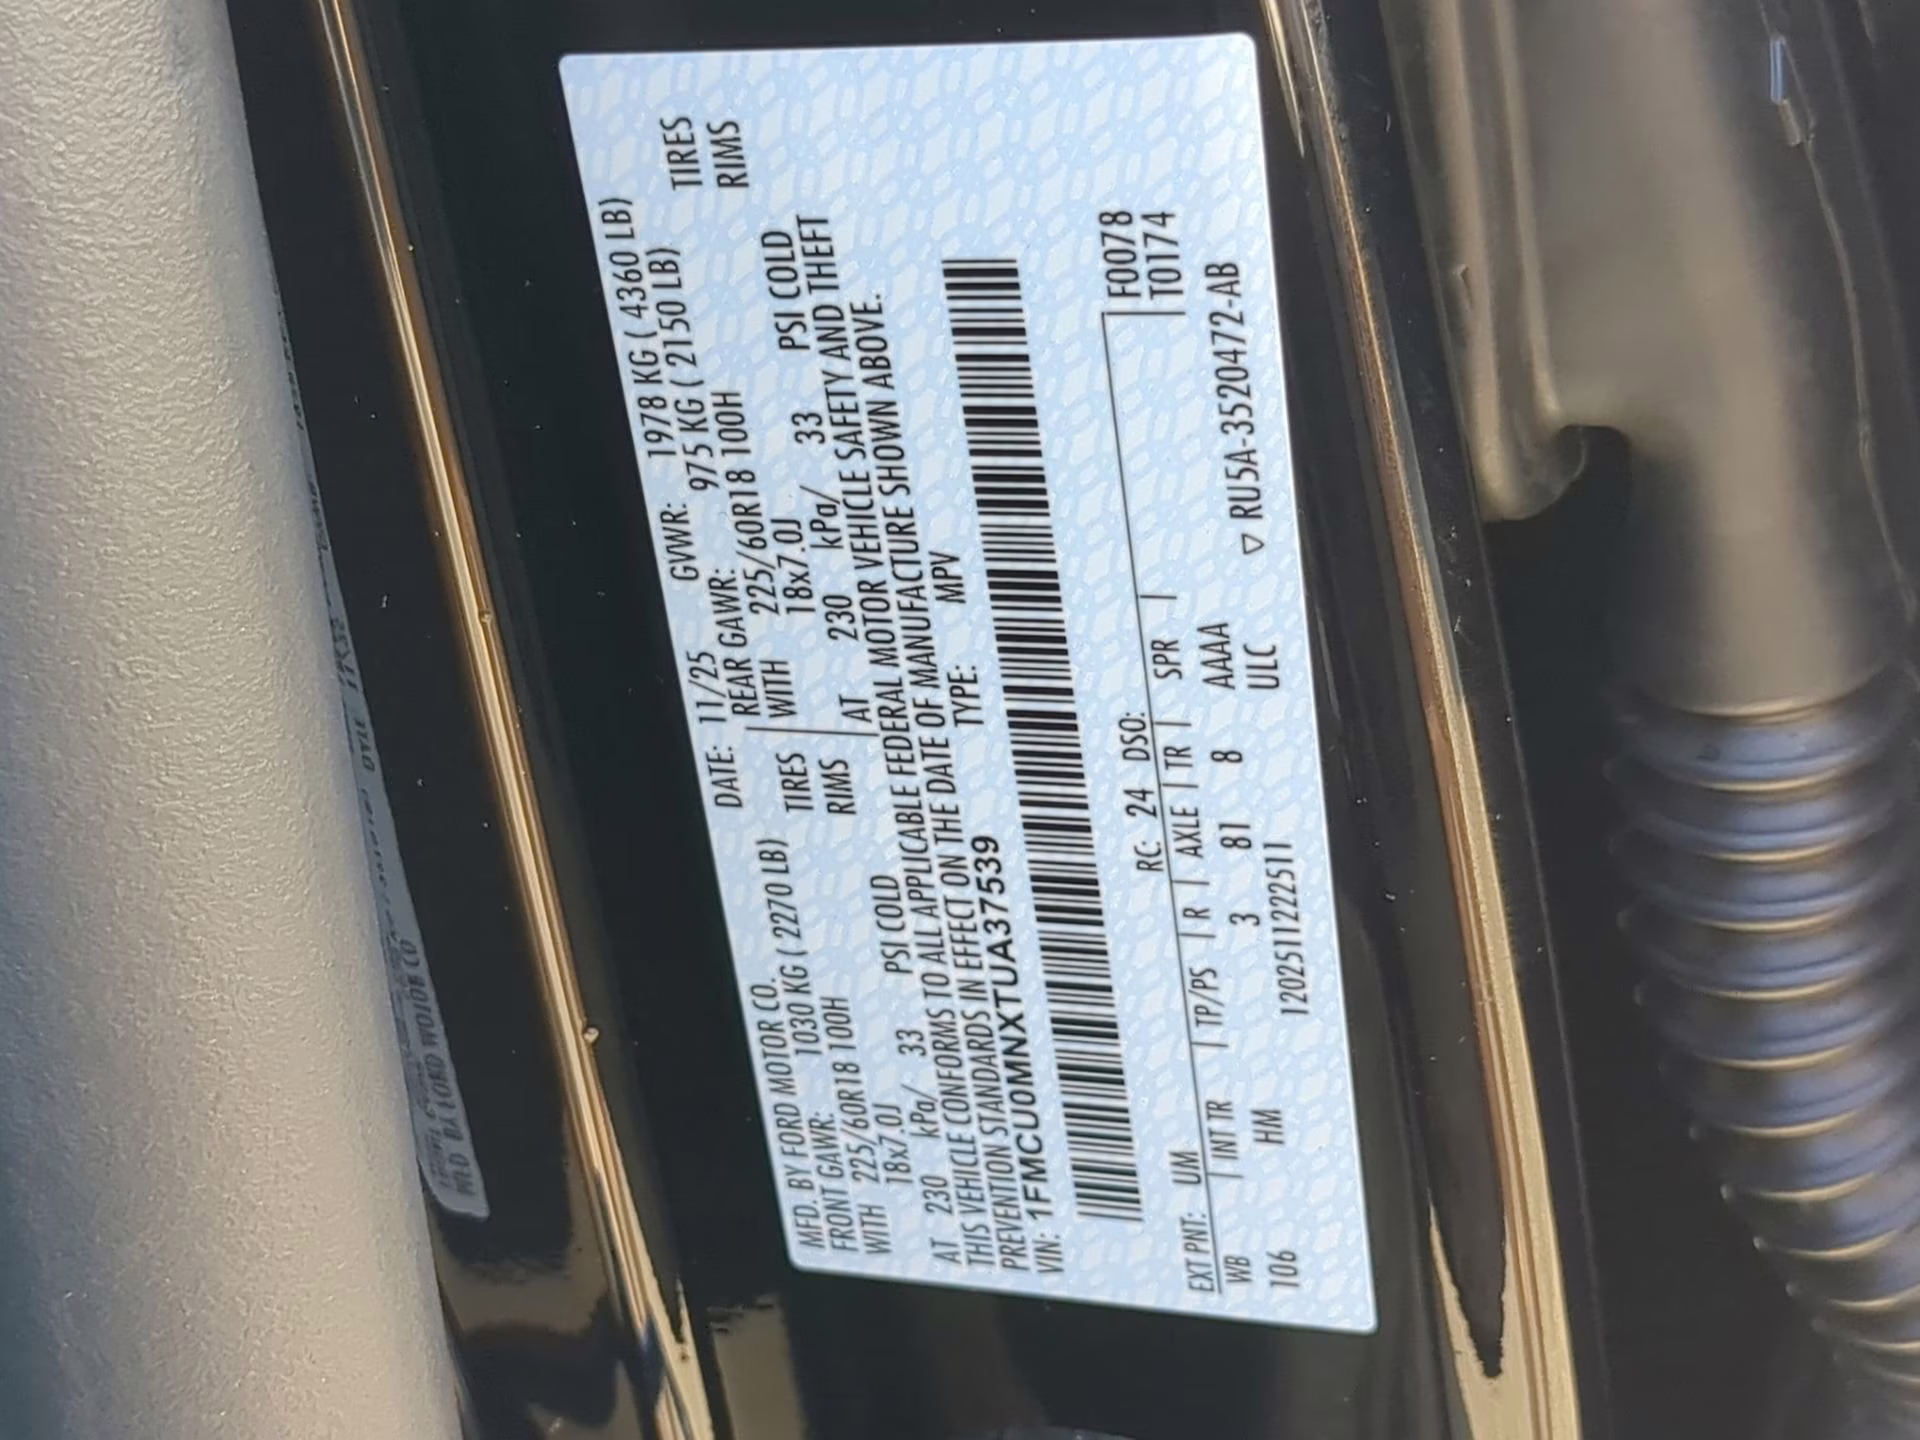 MFD. BY FORD MOTOR CO.
DATE: 11/25 GVWR: 1978 KG ( 4360 LB)
FRONT GAWR: 1030 KG ( 2270 LB) REAR GAWR: 975 KG ( 2150 LB)
WITH 225/60R18 100H TIRES WITH 225/60R18 100H TIRES
18x7.0J RIMS 18x7.0J RIMS
AT 230 kPa/ 33 PSI COLD AT 230 kPa/ 33 PSI COLD
THIS VEHICLE CONFORMS TO ALL APPLICABLE FEDERAL MOTOR VEHICLE SAFETY AND THEFT
PREVENTION STANDARDS IN EFFECT ON THE DATE OF MANUFACTURE SHOWN ABOVE.
VIN: 1FMCU0MNXTUA37539 TYPE: MPV
EXT PNT: UM RC: 24 DSO: F0078
WB INT TR TP/PS R AXLE TR SPR T0174
106 HM 3 81 8 AAAA
1202511222511 ULC
▽ RU5A-3520472-AB